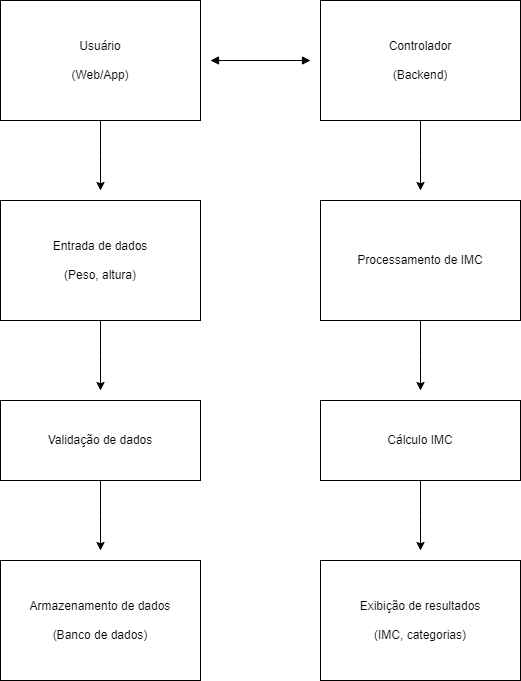 Usuário
(Web/App)
Controlador
(Backend)
Entrada de dados
(Peso, altura)
Processamento de IMC
Validação de dados
Cálculo IMC
Armazenamento de dados
(Banco de dados)
Exibição de resultados
(IMC, categorias)